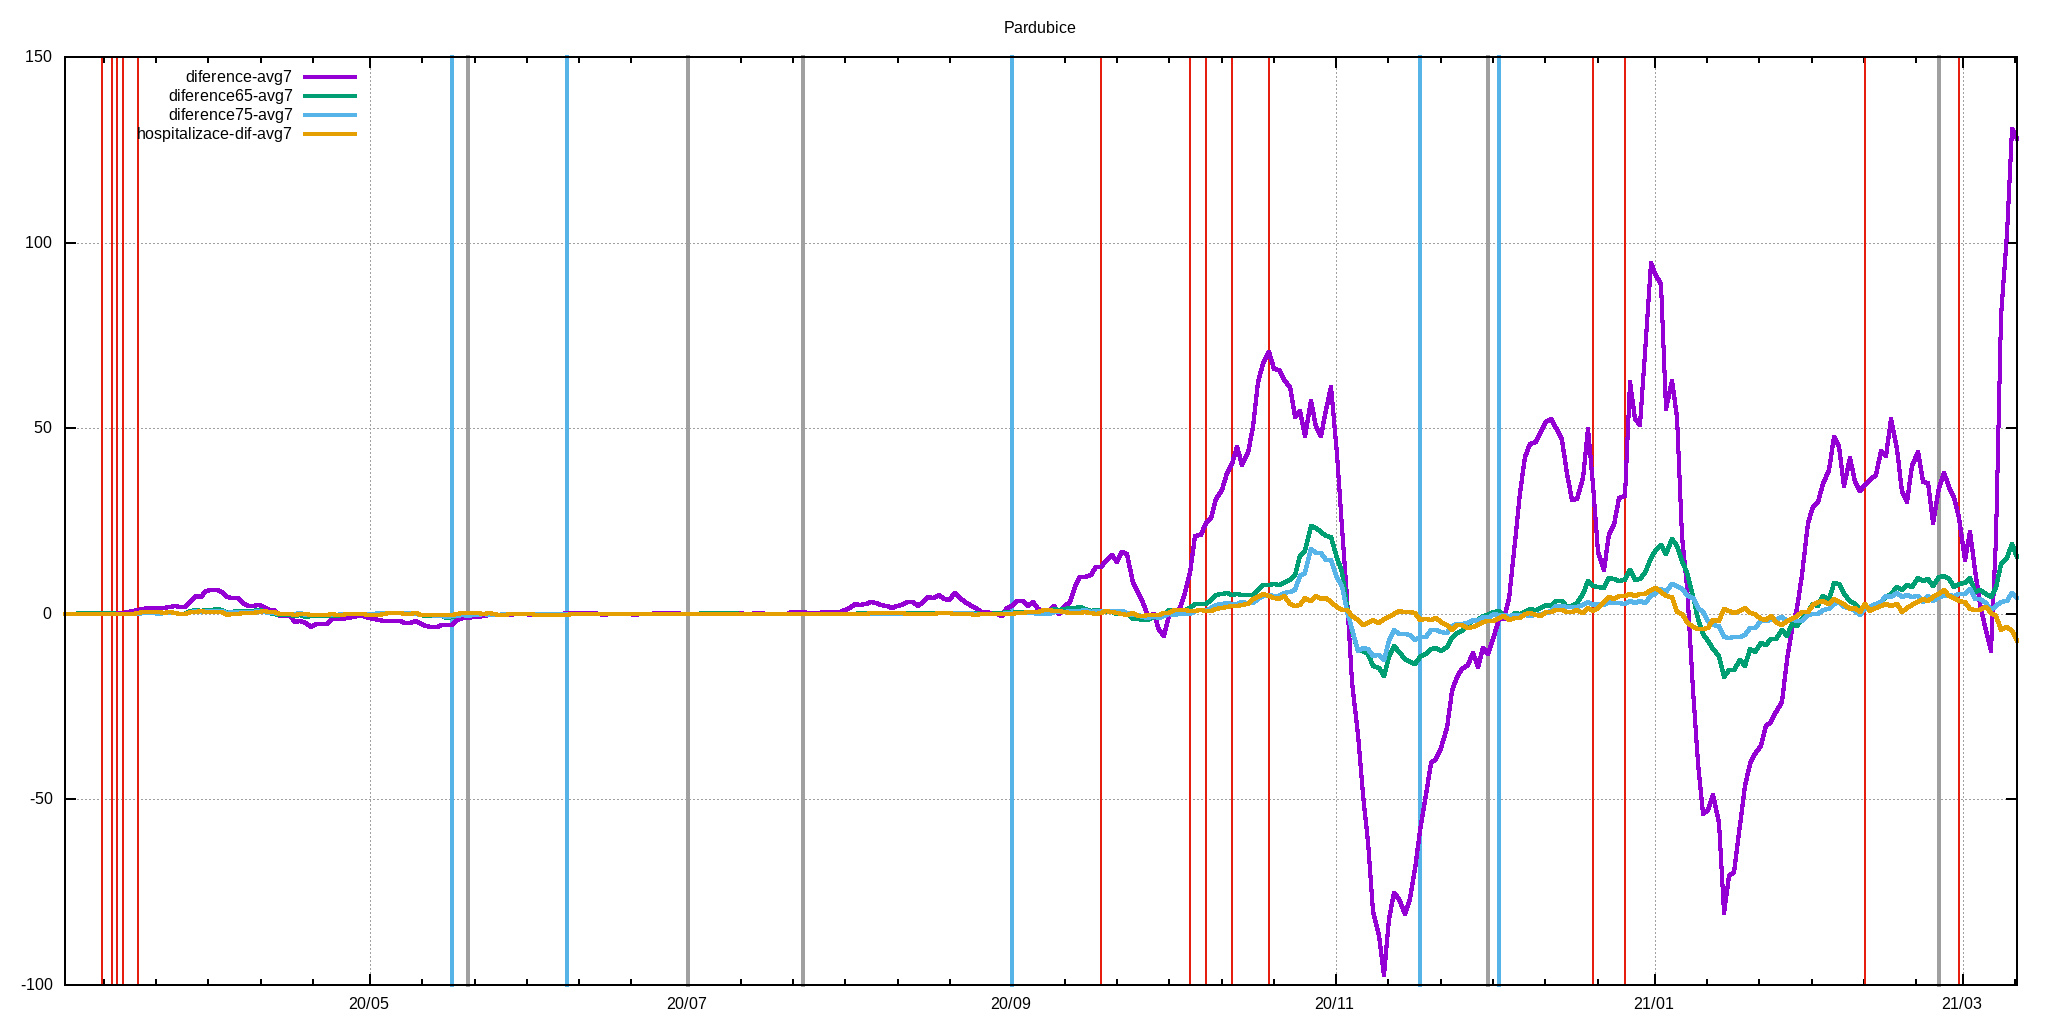 Pardubice
150
diference-avg7
diference65-avg7
diference75-avg7
hospitalizace-dif-avg7
100
50
0
-50
-100
20/05
20/07
20/09
20/11
21/01
21/03